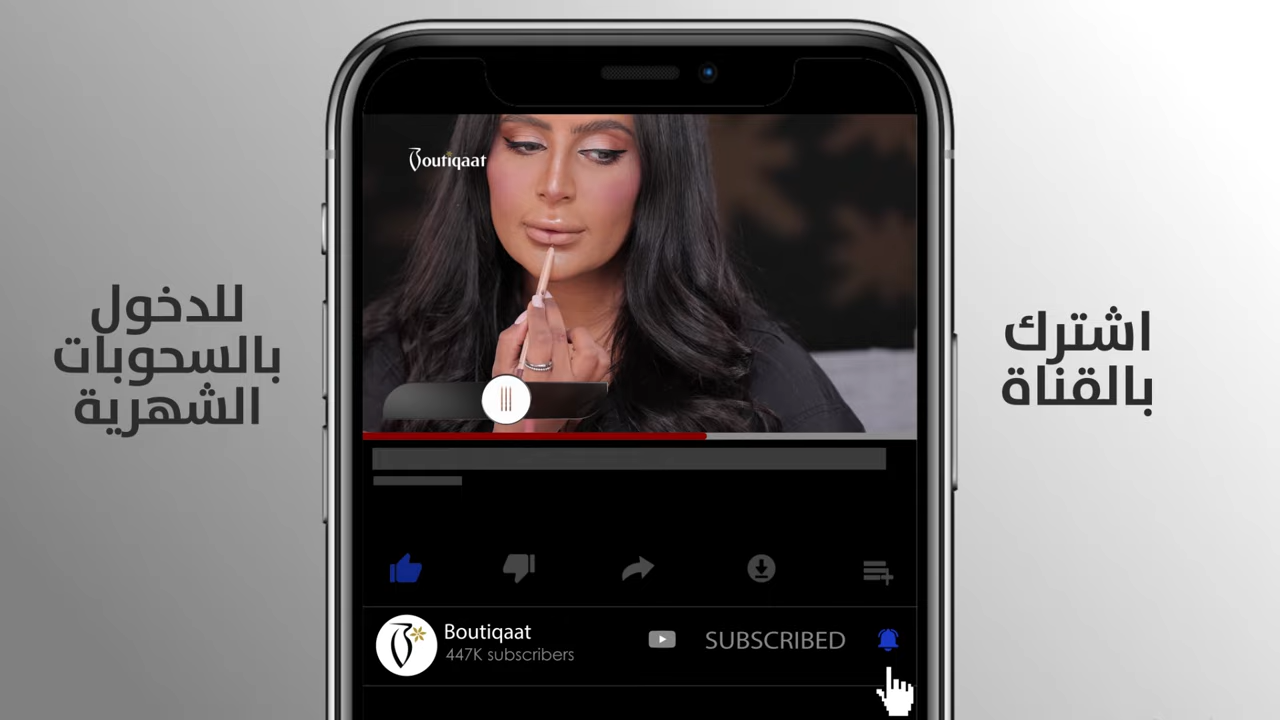 اشترك
بالقناة
للدخول
بالسحوبات
الشهرية
Boutiqaat
Boutiqaat
447K subscribers
SUBSCRIBED